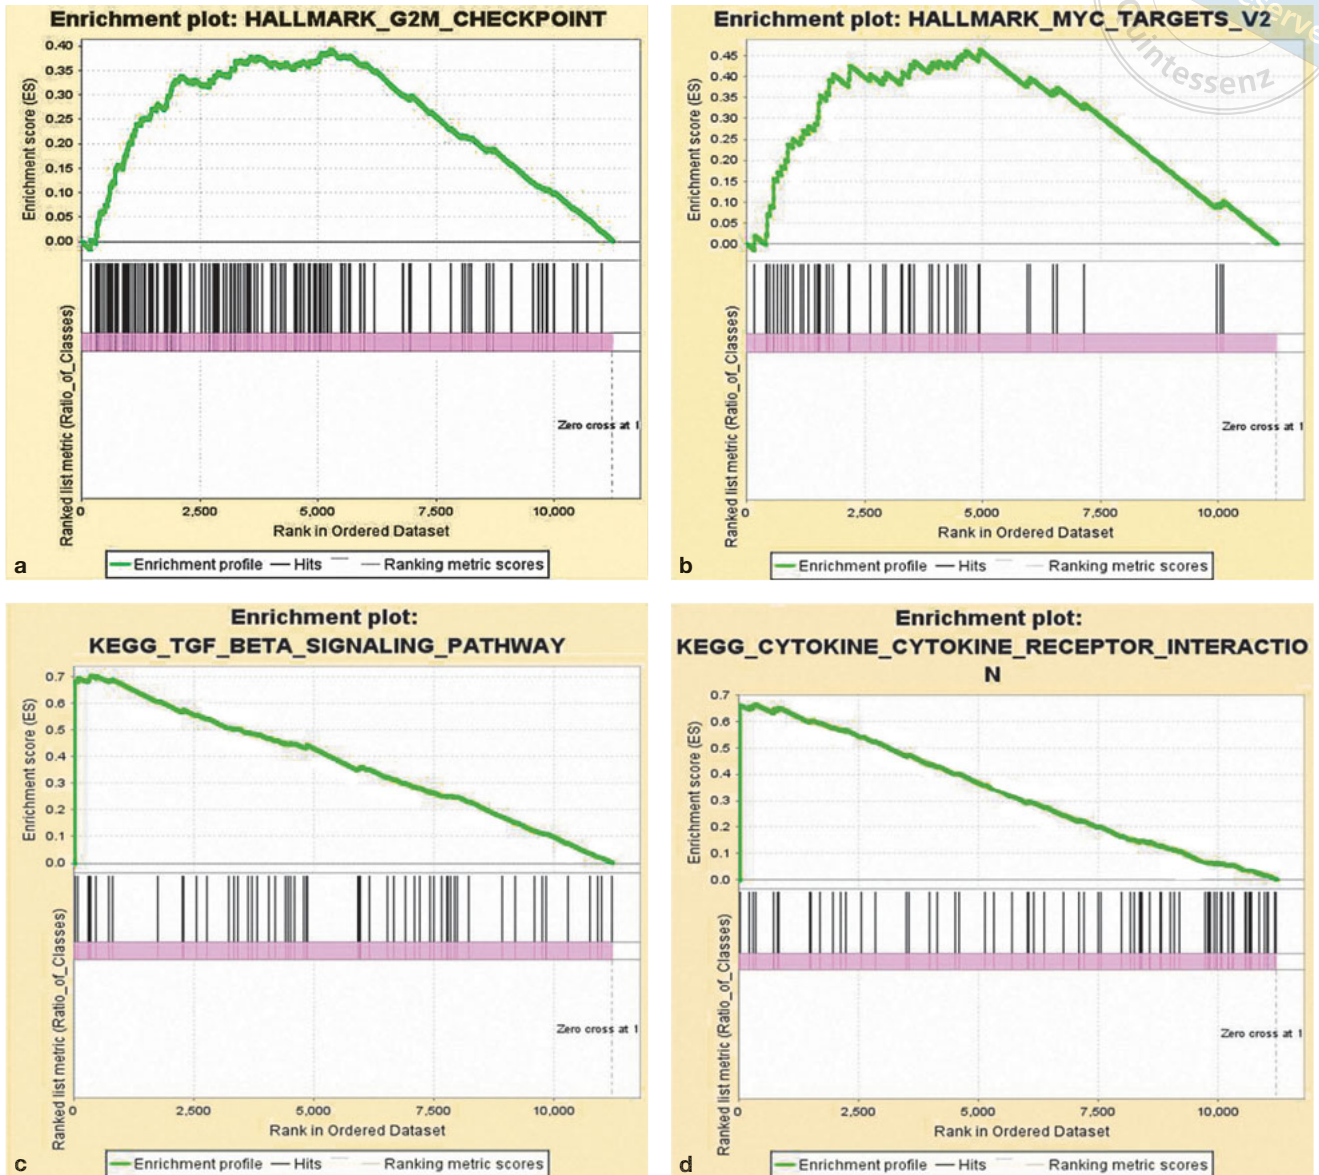 Enrichment plot: HALLMARK_G2M_CHECKPOINT
Enrichment score (ES)
0.40
0.35
0.30
0.25
0.20
0.15
0.10
0.05
0.00
Ranked list metric (Ratio_of_Classes)
Zero cross at 1
0
2,500
5,000
7,500
10,000
Rank in Ordered Dataset
Enrichment profile
Hits
Ranking metric scores
a
Enrichment plot: HALLMARK_MYC_TARGETS_V2
Quintessenz
Enrichment score (ES)
0.45
0.40
0.35
0.30
0.25
0.20
0.15
0.10
0.05
0.00
Ranked list metric (Ratio_of_Classes)
Zero cross at 1
0
2,500
5,000
7,500
10,000
Rank in Ordered Dataset
Enrichment profile
Hits
Ranking metric scores
b
Enrichment plot:
KEGG_TGF_BETA_SIGNALING_PATHWAY
Enrichment score (ES)
0.7
0.6
0.5
0.4
0.3
0.2
0.1
0.0
Ranked list metric (Ratio_of_Classes)
Zero cross at 1
0
2,500
5,000
7,500
10,000
Rank in Ordered Dataset
Enrichment profile
Hits
Ranking metric scores
c
Enrichment plot:
KEGG_CYTOKINE_CYTOKINE_RECEPTOR_INTERACTIO
N
Enrichment score (ES)
0.7
0.6
0.5
0.4
0.3
0.2
0.1
0.0
Ranked list metric (Ratio_of_Classes)
Zero cross at 1
0
2,500
5,000
7,500
10,000
Rank in Ordered Dataset
Enrichment profile
Hits
Ranking metric scores
d